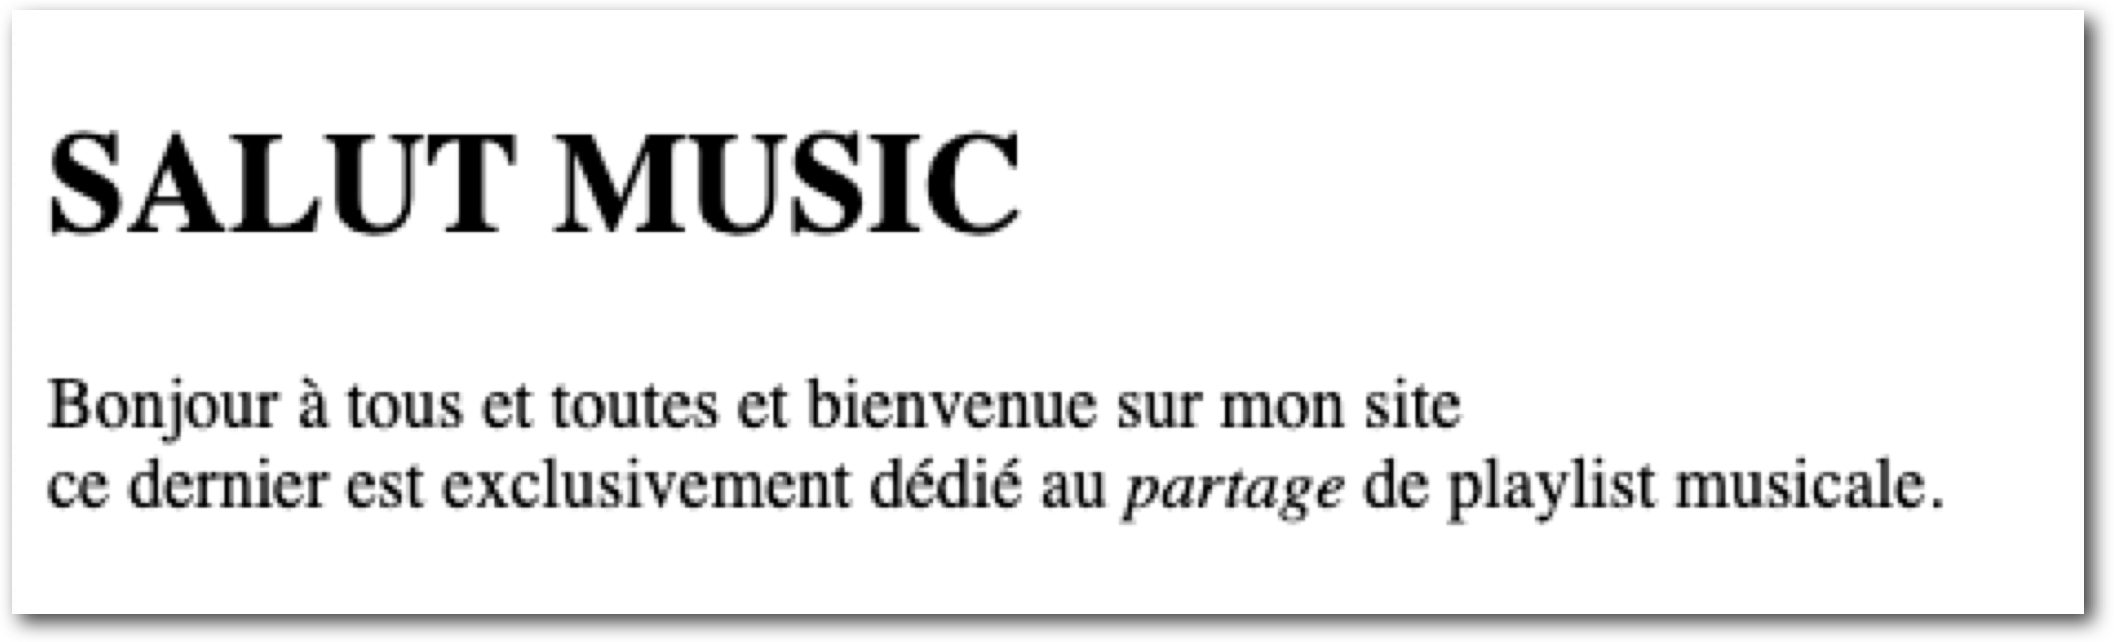 SALUT MUSIC
Bonjour à tous et toutes et bienvenue sur mon site
ce dernier est exclusivement dédié au partage de playlist musicale.